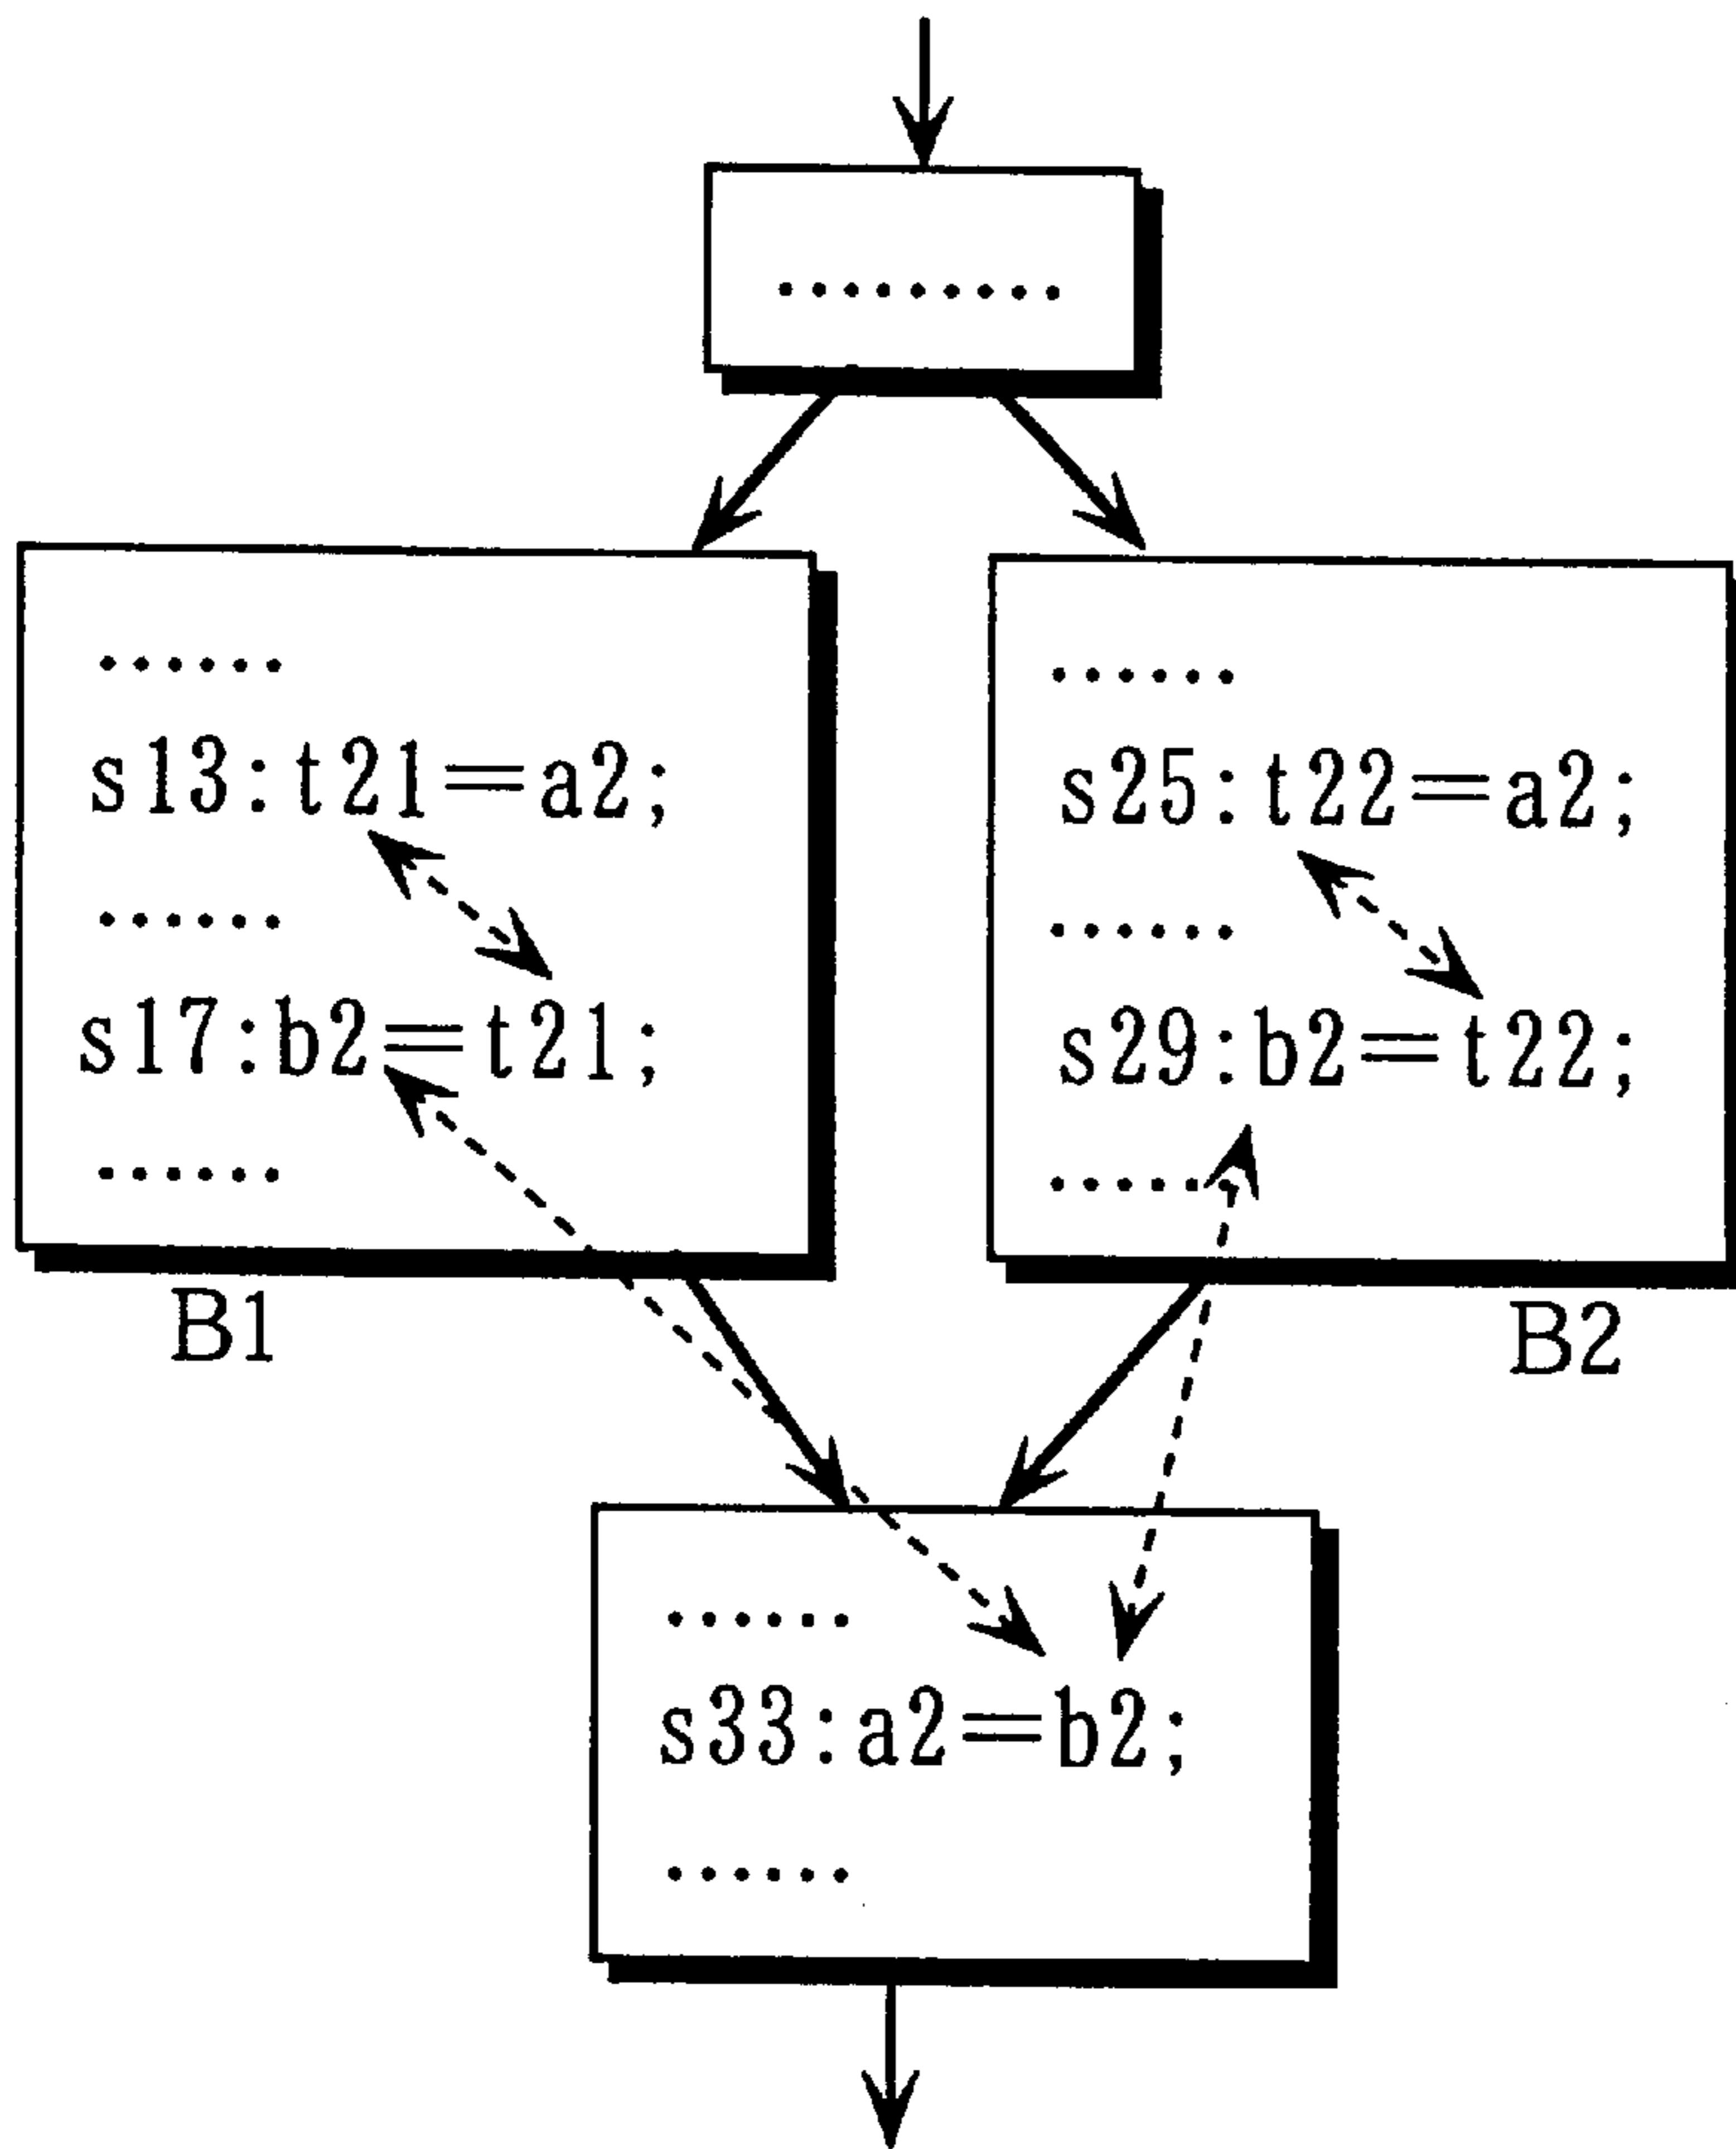 .........
......
s13:t21=a2;
......
s17:b2=t21;
......
B1
......
s25:t22=a2;
......
s29:b2=t22;
......
B2
......
s33:a2=b2;
......